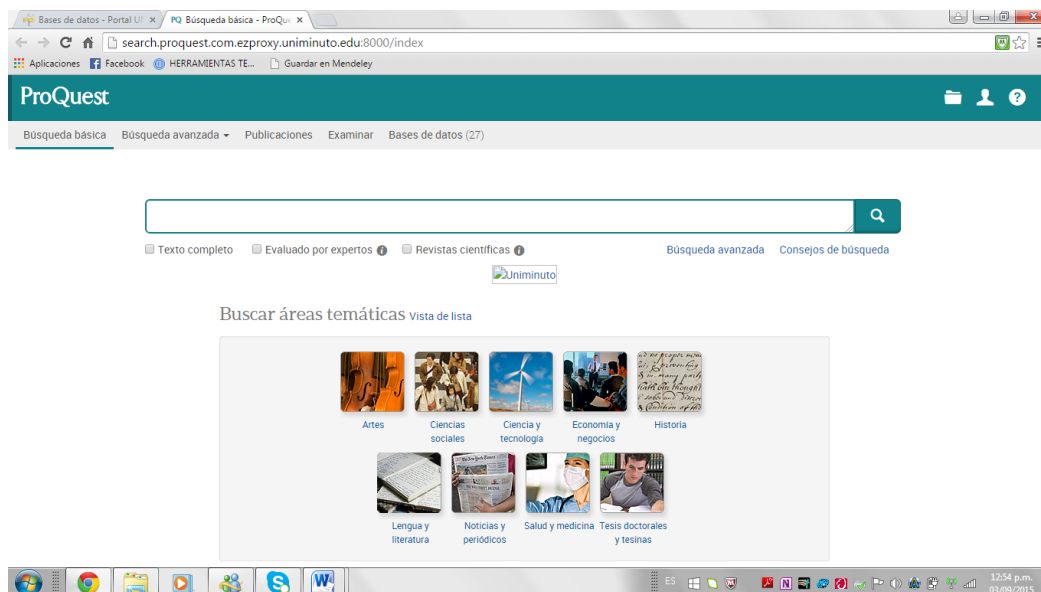 Bases de datos - Portal UI
PQ Búsqueda básica - ProQu
search.proquest.com.ezproxy.uniminuto.edu:8000/index
Aplicaciones Facebook HERRAMIENTAS TE... Guardar en Mendeley
ProQuest
Búsqueda básica Búsqueda avanzada Publicaciones Examinar Bases de datos (27)
Texto completo Evaluado por expertos Revistas científicas Búsqueda avanzada Consejos de búsqueda
Uniminuto
Buscar áreas temáticas Vista de lista
Artes
Ciencias sociales
Ciencia y tecnología
Economía y negocios
Historia
Lengua y literatura
Noticias y periódicos
Salud y medicina
Tesis doctorales y tesinas
ES
12:54 p.m.
03/09/2015